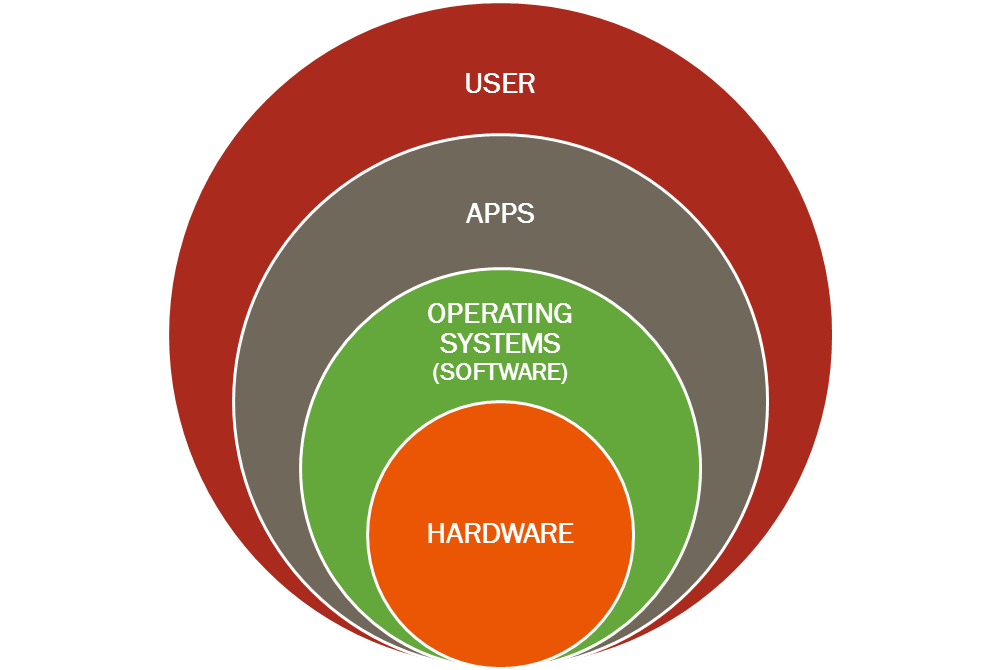 USER
APPS
OPERATING
SYSTEMS
(SOFTWARE)
HARDWARE